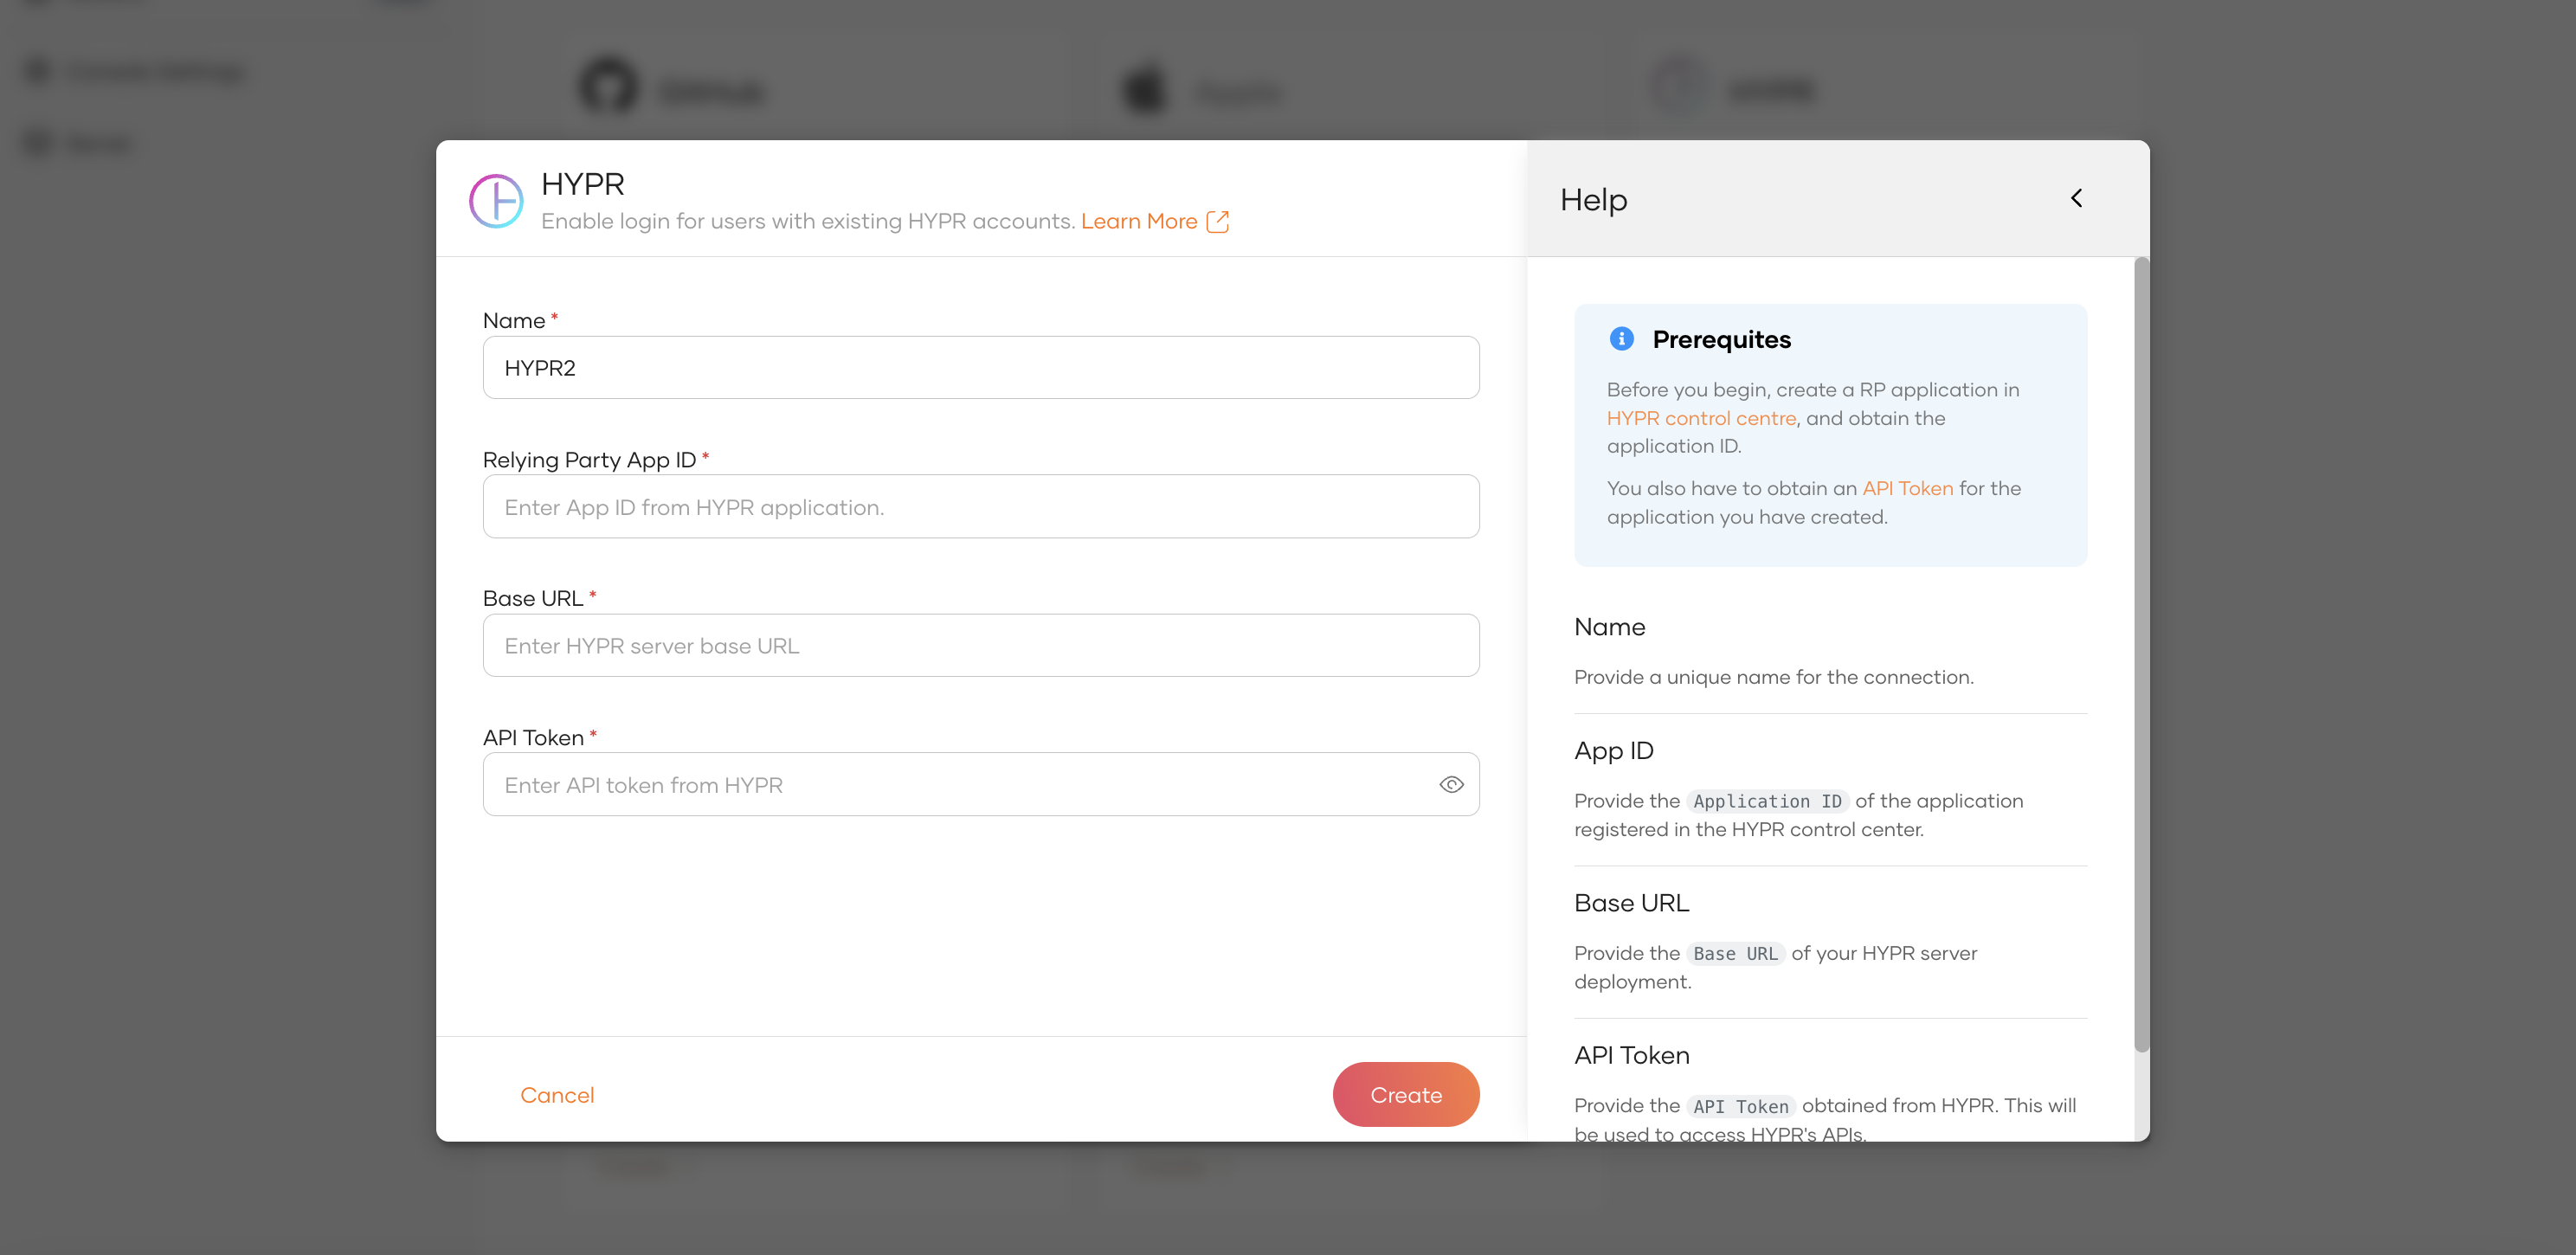 Console Settings
Server
GitHub
Apple
HYPR
HYPR
Enable login for users with existing HYPR accounts. Learn More
Name *
HYPR2
Relying Party App ID *
Enter App ID from HYPR application.
Base URL *
Enter HYPR server base URL
API Token *
Enter API token from HYPR
Cancel
Create
Help
Prerequites
Before you begin, create a RP application in
HYPR control centre, and obtain the
application ID.
You also have to obtain an API Token for the
application you have created.
Name
Provide a unique name for the connection.
App ID
Provide the Application ID of the application
registered in the HYPR control center.
Base URL
Provide the Base URL of your HYPR server
deployment.
API Token
Provide the API Token obtained from HYPR. This will
be used to access HYPR's APIs.